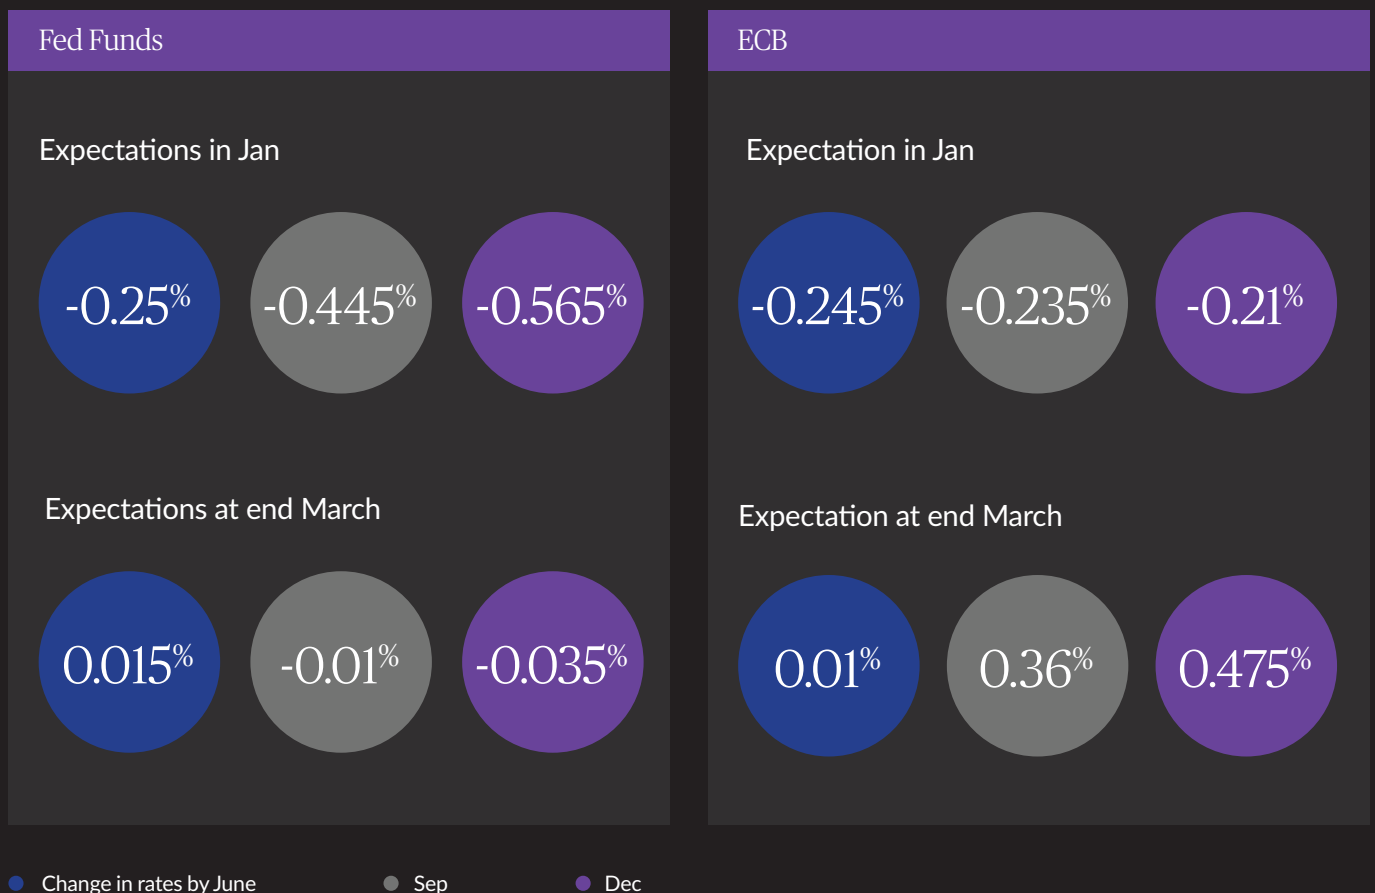 Fed Funds
Expectations in Jan
-0.25%
-0.445%
-0.565%
Expectations at end March
0.015%
-0.01%
-0.035%
ECB
Expectation in Jan
-0.245%
-0.235%
-0.21%
Expectation at end March
0.01%
0.36%
0.475%
Change in rates by June
Sep
Dec